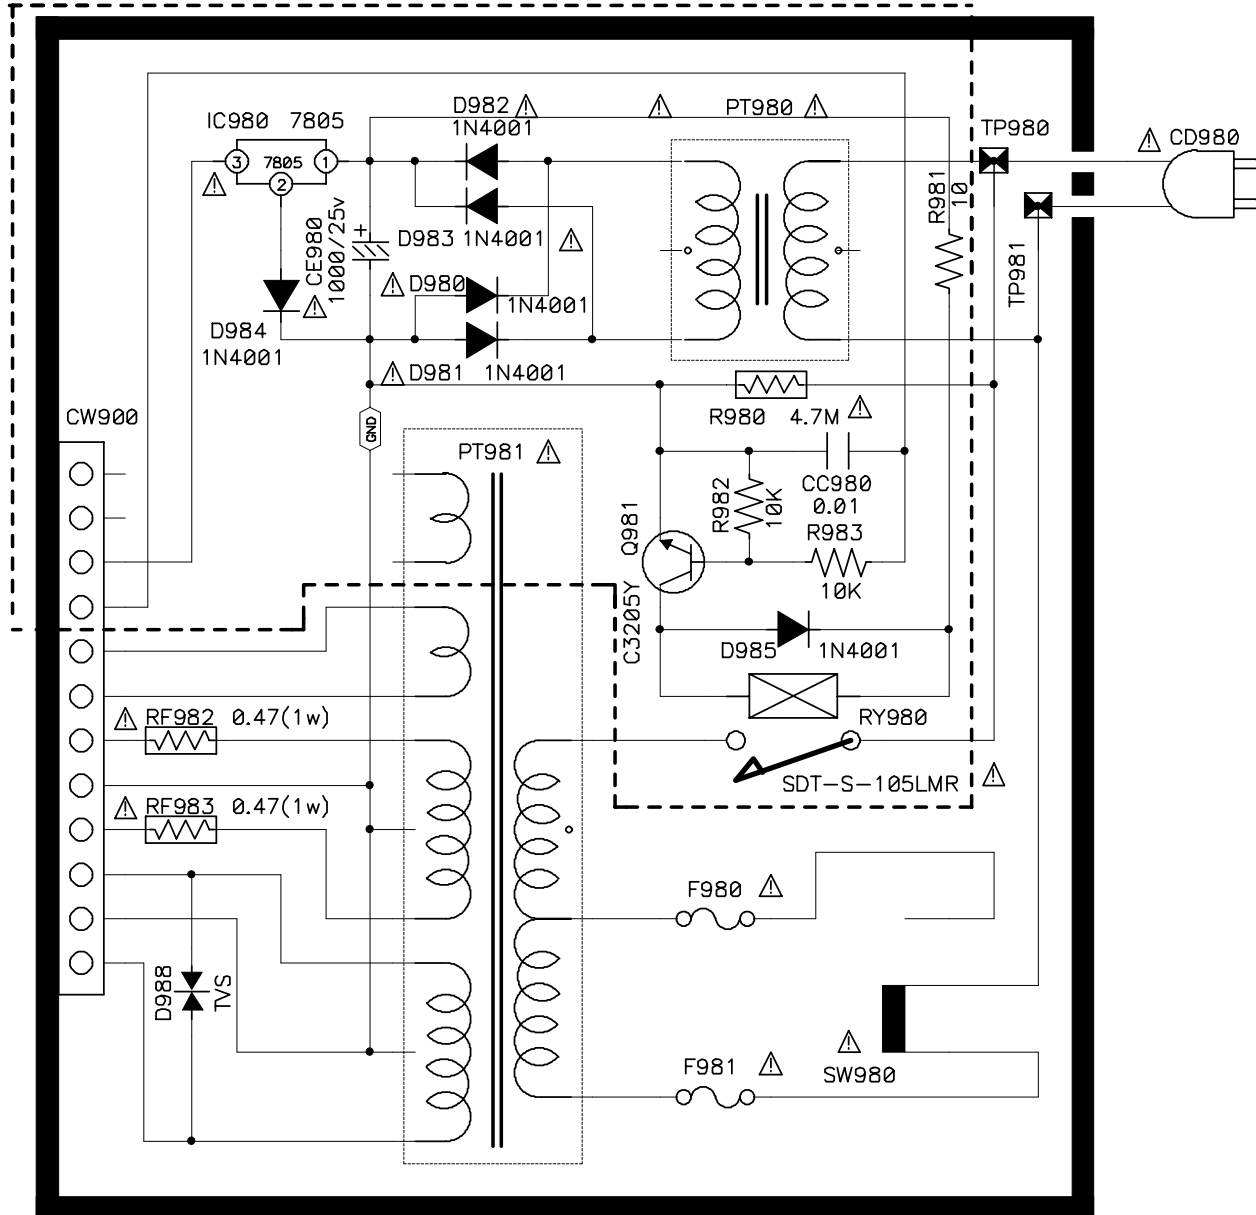 D982
PT980
IC980 7805
1N4001
TP980
CD980
3
7805
1
2
R981
10
CE980
1000/25v
+
D983 1N4001
D980
1N4001
TP981
D984
1N4001
D981 1N4001
CW900
R980 4.7M
GND
PT981
R982
10K
CC980
0.01
Q981
R983
10K
C3205Y
D985 1N4001
RF982 0.47(1w)
RY980
SDT-S-105LMR
RF983 0.47(1w)
F980
D988
TVS
F981
SW980